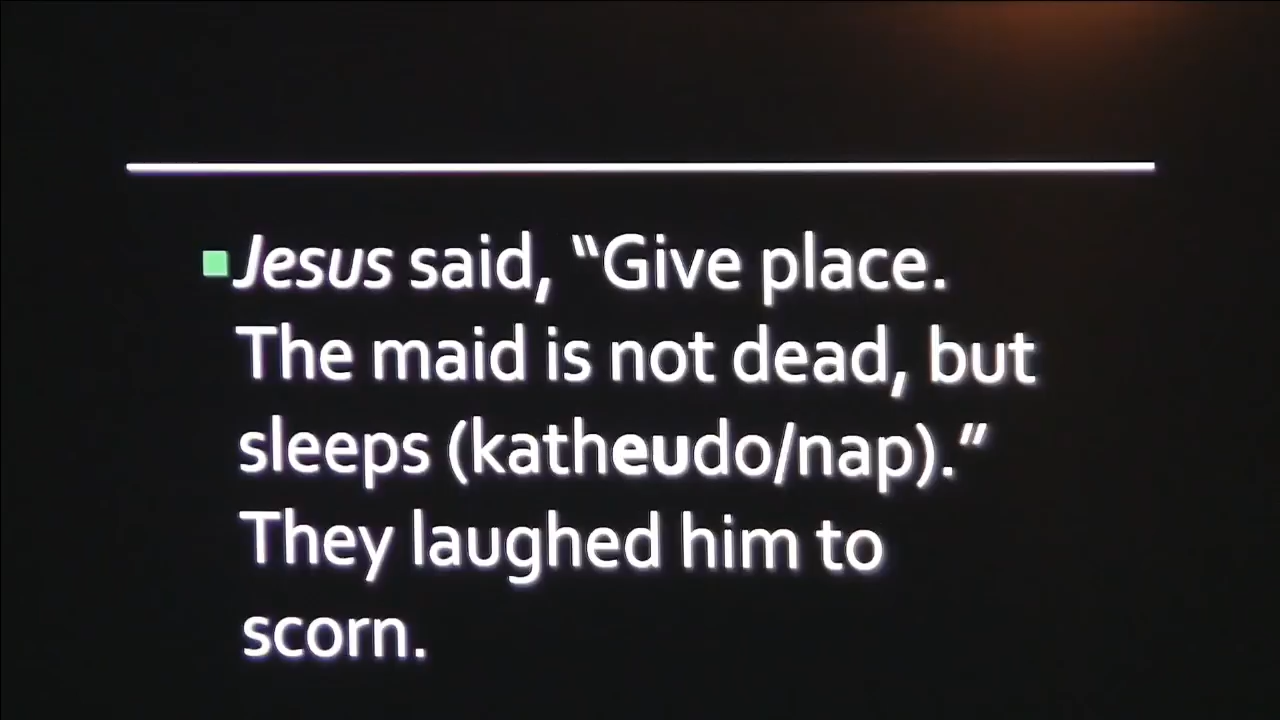 Jesus said, “Give place.
The maid is not dead, but
sleeps (katheudo/nap).”
They laughed him to
scorn.